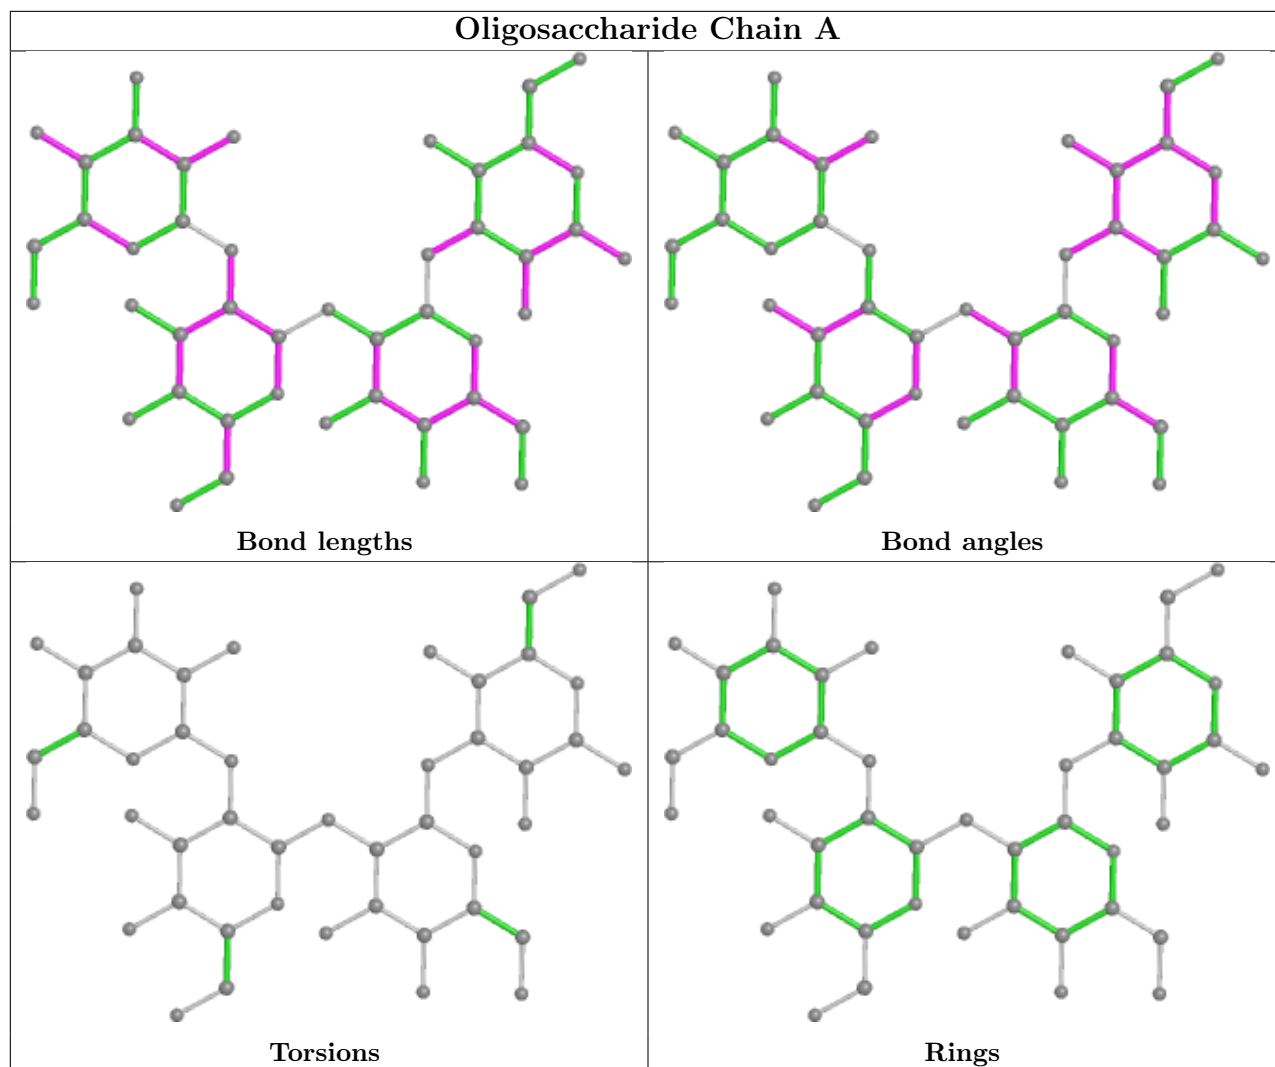 Oligosaccharide Chain A
Bond lengths
Bond angles
Torsions
Rings